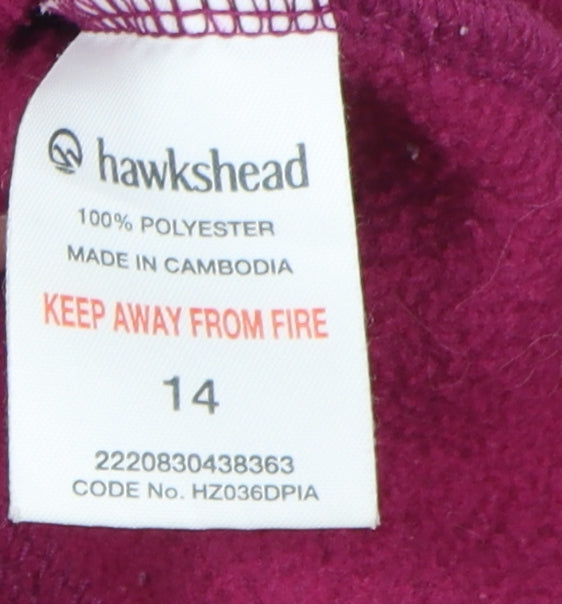 hawkshead
100% POLYESTER
MADE IN CAMBODIA
KEEP AWAY FROM FIRE
14
2220830438363
CODE No. HZ036DPIA